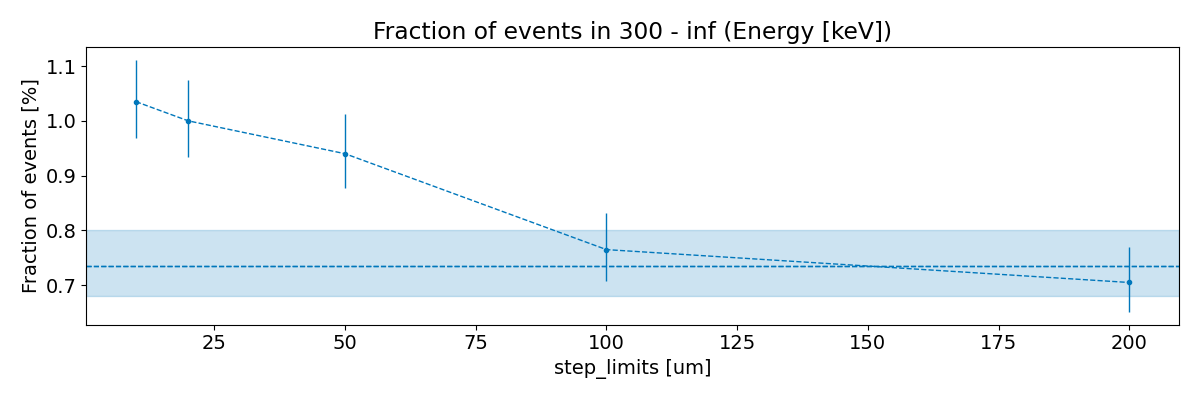 Fraction of events in 300 - inf (Energy [keV])
Fraction of events [%]
1.1
1.0
0.9
0.8
0.7
25 50 75 100 125 150 175 200
step_limits [um]